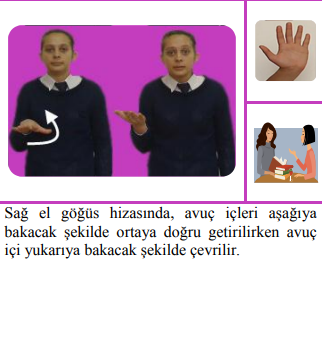 Sağ el göğüs hizasında, avuç içleri aşağıya
bakacak şekilde ortaya doğru getirilirken avuç
içi yukarıya bakacak şekilde çevrilir.